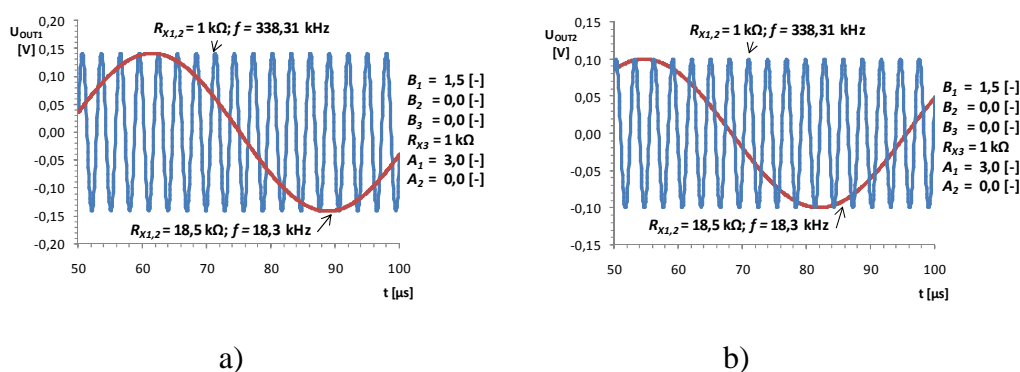 U_OUT1
[V]
0,20
0,15
0,10
0,05
0,00
-0,05
-0,10
-0,15
-0,20
R_X1,2 = 1 kΩ; f = 338,31 kHz
R_X1,2 = 18,5 kΩ; f = 18,3 kHz
B_1 = 1,5 [-]
B_2 = 0,0 [-]
B_3 = 0,0 [-]
R_X3 = 1 kΩ
A_1 = 3,0 [-]
A_2 = 0,0 [-]
50 60 70 80 90 100
t [µs]
a)
U_OUT2
[V]
0,15
0,10
0,05
0,00
-0,05
-0,10
-0,15
R_X1,2 = 1 kΩ; f = 338,31 kHz
R_X1,2 = 18,5 kΩ; f = 18,3 kHz
B_1 = 1,5 [-]
B_2 = 0,0 [-]
B_3 = 0,0 [-]
R_X3 = 1 kΩ
A_1 = 3,0 [-]
A_2 = 0,0 [-]
50 60 70 80 90 100
t [µs]
b)